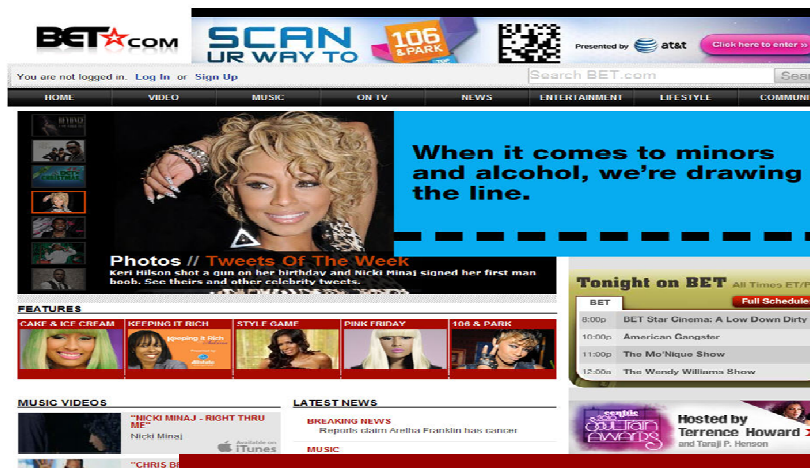 BET COM
SCAN
UR WAY TO
106
& PARK
Presented by at&t
Click here to enter »
You are not logged in. Log In or Sign Up
Search BET.com
HOME VIDEO MUSIC ON TV NEWS ENTERTAINMENT LIFESTYLE
When it comes to minors
and alcohol, we're drawing
the line.
Photos // Tweets Of The Week
Keri Hilson shot a gun on her birthday and Nicki Minaj signed her first man
boob. See theirs and other celebrity tweets.
FEATURES
CAKE & ICE CREAM KEEPING IT RICH STYLE GAME PINK FRIDAY 106 & PARK
Tonight on BET All Times ET/P
BET Full Schedule
8:00p BET Star Cinema: A Low Down Dirty
10:00p American Gangster
11:00p The Mo'Nique Show
12:00a The Wendy Williams Show
MUSIC VIDEOS
"NICKI MINAJ - RIGHT THRU
ME"
Nicki Minaj
Available on
iTunes
"CHRIS B
LATEST NEWS
BREAKING NEWS
Reports claim Aretha Franklin has cancer
MUSIC
SOUL TRAIN
AWARDS
Hosted by
Terrence Howard
and Taraji P. Henson